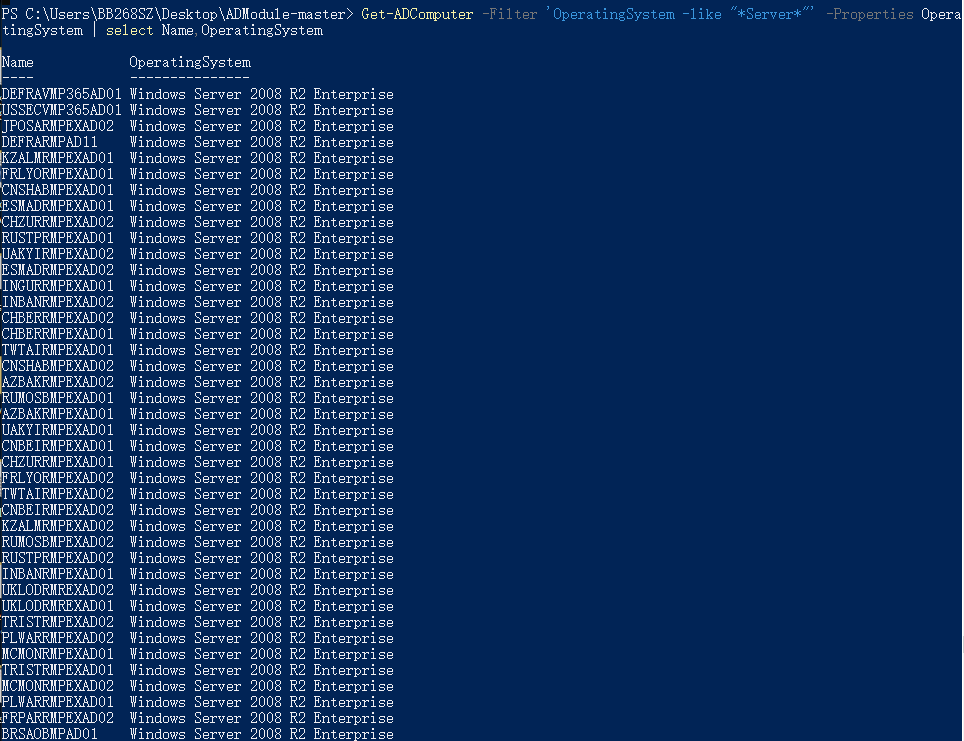 PS C:\Users\BB268SZ\Desktop\ADModule-master> Get-ADComputer -Filter 'OperatingSystem -like "*Server*"' -Properties Opera
tingSystem | select Name,OperatingSystem
Name OperatingSystem
---- ---------------
DEFRAVMP365AD01 Windows Server 2008 R2 Enterprise
USSECVMP365AD01 Windows Server 2008 R2 Enterprise
JPOSARMPEXAD02 Windows Server 2008 R2 Enterprise
DEFRARMPAD11 Windows Server 2008 R2 Enterprise
KZALMRMPEXAD01 Windows Server 2008 R2 Enterprise
FRLYORMPEXAD01 Windows Server 2008 R2 Enterprise
CNSHABMPEXAD01 Windows Server 2008 R2 Enterprise
ESMADRMPEXAD01 Windows Server 2008 R2 Enterprise
CHZURRMPEXAD02 Windows Server 2008 R2 Enterprise
RUSTPRMPEXAD01 Windows Server 2008 R2 Enterprise
UAKYIRMPEXAD02 Windows Server 2008 R2 Enterprise
ESMADRMPEXAD02 Windows Server 2008 R2 Enterprise
INGURRMPEXAD01 Windows Server 2008 R2 Enterprise
INBANRMPEXAD02 Windows Server 2008 R2 Enterprise
CHBERRMPEXAD02 Windows Server 2008 R2 Enterprise
CHBERRMPEXAD01 Windows Server 2008 R2 Enterprise
TWTAIRMPEXAD01 Windows Server 2008 R2 Enterprise
CNSHABMPEXAD02 Windows Server 2008 R2 Enterprise
AZBAKRMPEXAD02 Windows Server 2008 R2 Enterprise
RUMOSBMPEXAD01 Windows Server 2008 R2 Enterprise
AZBAKRMPEXAD01 Windows Server 2008 R2 Enterprise
UAKYIRMPEXAD01 Windows Server 2008 R2 Enterprise
CNBEIRMPEXAD01 Windows Server 2008 R2 Enterprise
CHZURRMPEXAD01 Windows Server 2008 R2 Enterprise
FRLYORMPEXAD02 Windows Server 2008 R2 Enterprise
TWTAIRMPEXAD02 Windows Server 2008 R2 Enterprise
CNBEIRMPEXAD02 Windows Server 2008 R2 Enterprise
KZALMRMPEXAD02 Windows Server 2008 R2 Enterprise
RUMOSBMPEXAD02 Windows Server 2008 R2 Enterprise
RUSTPRMPEXAD02 Windows Server 2008 R2 Enterprise
INBANRMPEXAD01 Windows Server 2008 R2 Enterprise
UKLODRMREXAD02 Windows Server 2008 R2 Enterprise
UKLODRMREXAD01 Windows Server 2008 R2 Enterprise
TRISTRMPEXAD02 Windows Server 2008 R2 Enterprise
PLWARRMPEXAD02 Windows Server 2008 R2 Enterprise
MCMONRMPEXAD01 Windows Server 2008 R2 Enterprise
TRISTRMPEXAD01 Windows Server 2008 R2 Enterprise
MCMONRMPEXAD02 Windows Server 2008 R2 Enterprise
PLWARRMPEXAD01 Windows Server 2008 R2 Enterprise
FRPARRMPEXAD02 Windows Server 2008 R2 Enterprise
BRSAOBMPAD01 Windows Server 2008 R2 Enterprise